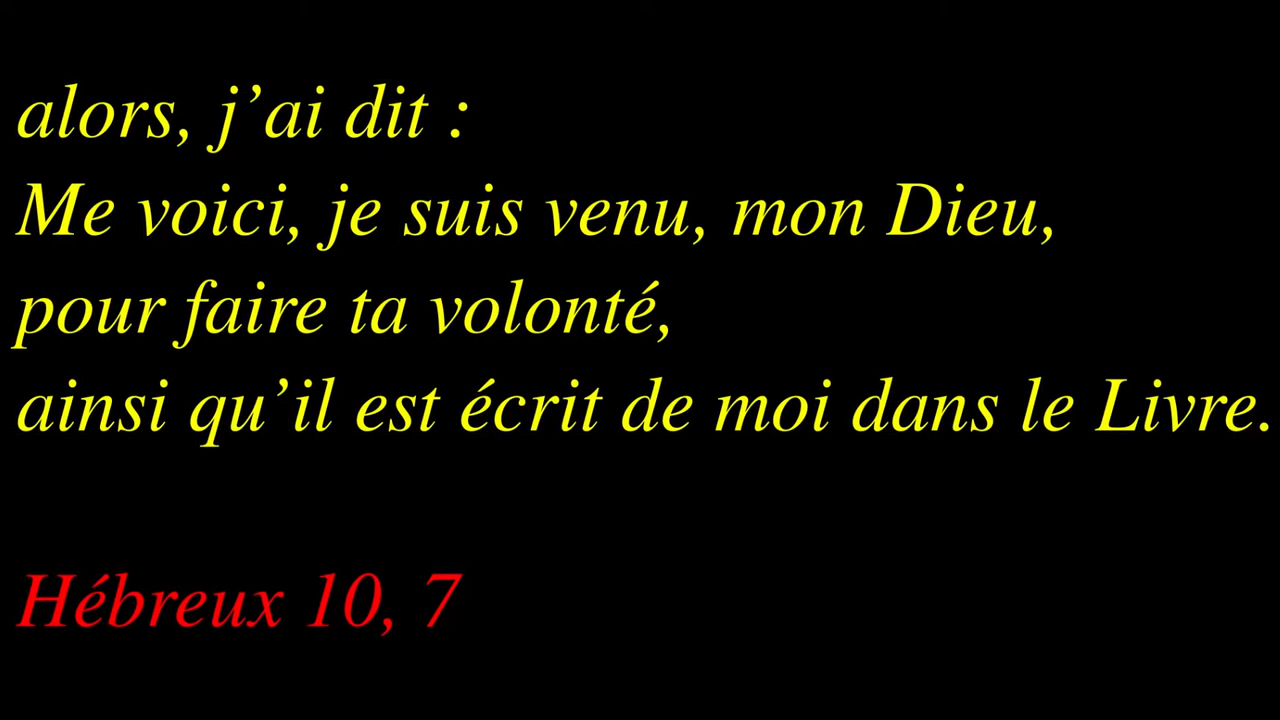 alors, j’ai dit :
Me voici, je suis venu, mon Dieu,
pour faire ta volonté,
ainsi qu’il est écrit de moi dans le Livre.
Hébreux 10, 7